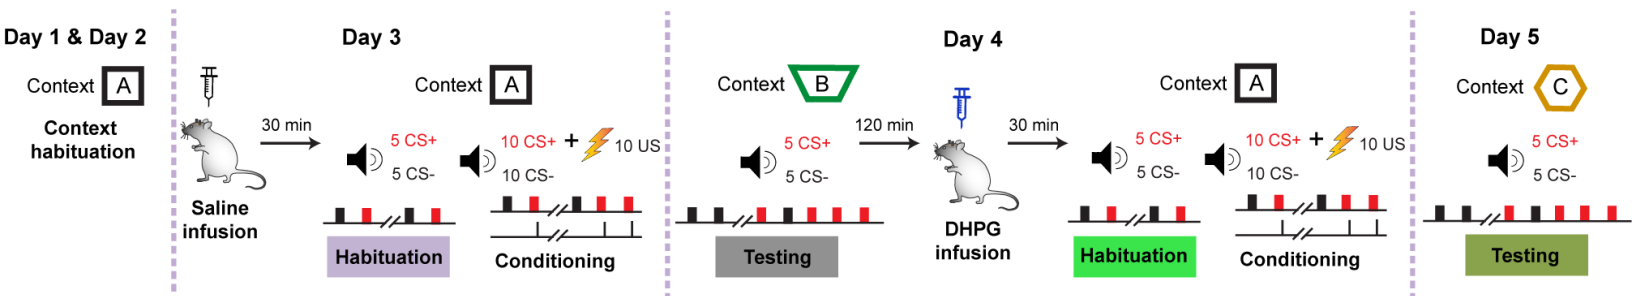 Day 1 & Day 2
Context A
Context
habituation
Day 3
Saline
infusion
30 min
5 CS+
5 CS-
Habituation
Context A
10 CS+ + 10 US
10 CS-
Conditioning
Day 4
Context B
5 CS+
5 CS-
Testing
120 min
DHPG
infusion
30 min
5 CS+
5 CS-
Habituation
Context A
10 CS+ + 10 US
10 CS-
Conditioning
Day 5
Context C
5 CS+
5 CS-
Testing